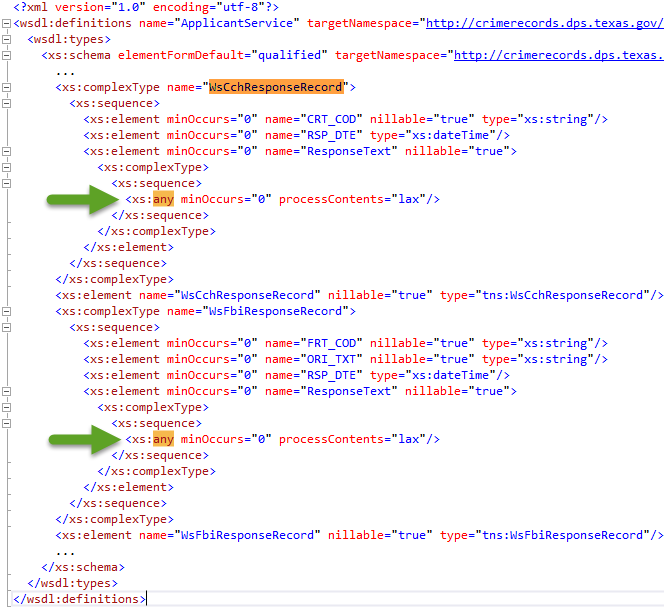 <?xml version="1.0" encoding="utf-8"?>
<wsdl:definitions name="ApplicantService" targetNamespace="http://crimerecords.dps.texas.gov/
<wsdl:types>
<xs:schema elementFormDefault="qualified" targetNamespace="http://crimerecords.dps.texas.
...
<xs:complexType name="WsCchResponseRecord">
<xs:sequence>
<xs:element minOccurs="0" name="CRT_COD" nillable="true" type="xs:string"/>
<xs:element minOccurs="0" name="RSP_DTE" type="xs:dateTime"/>
<xs:element minOccurs="0" name="ResponseText" nillable="true">
<xs:complexType>
<xs:sequence>
<xs:any minOccurs="0" processContents="lax"/>
</xs:sequence>
</xs:complexType>
</xs:element>
</xs:sequence>
</xs:complexType>
<xs:element name="WsCchResponseRecord" nillable="true" type="tns:WsCchResponseRecord"/>
<xs:complexType name="WsFbiResponseRecord">
<xs:sequence>
<xs:element minOccurs="0" name="FRT_COD" nillable="true" type="xs:string"/>
<xs:element minOccurs="0" name="ORI_TXT" nillable="true" type="xs:string"/>
<xs:element minOccurs="0" name="RSP_DTE" type="xs:dateTime"/>
<xs:element minOccurs="0" name="ResponseText" nillable="true">
<xs:complexType>
<xs:sequence>
<xs:any minOccurs="0" processContents="lax"/>
</xs:sequence>
</xs:complexType>
</xs:element>
</xs:sequence>
</xs:complexType>
<xs:element name="WsFbiResponseRecord" nillable="true" type="tns:WsFbiResponseRecord"/>
...
</xs:schema>
</wsdl:types>
</wsdl:definitions>